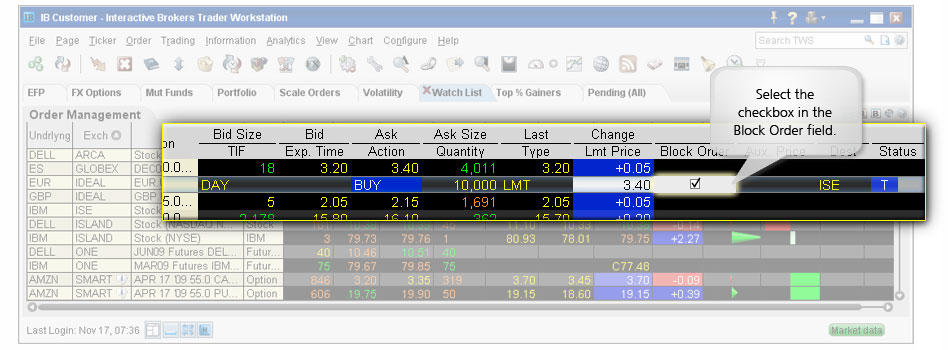 IB Customer - Interactive Brokers Trader Workstation
File Page Ticker Order Trading Information Analytics View Chart Configure Help
Search TWS
EFP FX Options Mut Funds Portfolio Scale Orders Volatility Watch List Top % Gainers Pending (All)
Select the
checkbox in the
Block Order field.
Order Management
Undrlyng Exch
on Bid Size Bid Ask Ask Size Last Change
TIF Exp. Time Action Quantity Type Lmt Price Block Order Aux. Price Dest Status
DELL ARCA Stock 0.0... 18 3.20 3.40 4,011 3.20 +0.05
ES GLOBEX DEC0 DAY BUY 10,000 LMT 3.40 ISE T
EUR IDEAL EUR. 5.0... 5 2.05 2.15 1,691 2.05 +0.05
GBP IDEAL GBP
IBM ISE Stock 0.0 2,178 15.80 16.10 362 15.70 +0.20
DELL ISLAND Stock (NASDAQ.N... Stock
IBM ISLAND Stock (NYSE) IBM 3 79.73 79.76 1 80.93 78.01 79.75 +2.27
DELL ONE JUN09 Futures DEL... Futur... 40 10.46 10.51 40
IBM ONE MAR09 Futures IBM... Futur... 75 79.67 79.85 75 C77.48
AMZN SMART APR 17 '09 55.0 CA... Option 846 3.20 3.35 319 3.70 3.45 3.70 -0.09
AMZN SMART APR 17 '09 55.0 PU... Option 606 19.75 19.90 50 19.15 18.60 19.15 +0.39
Last Login: Nov 17, 07:36
Market data